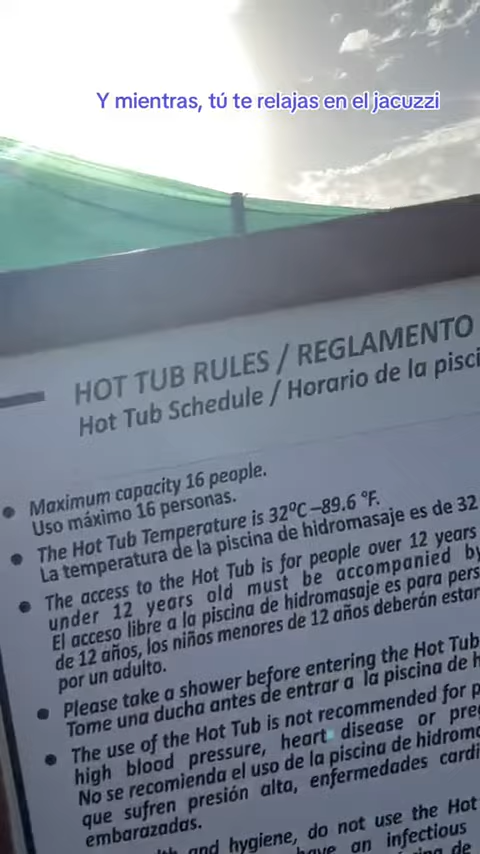 Y mientras, tú te relajas en el jacuzzi
HOT TUB RULES / REGLAMENTO
Hot Tub Schedule / Horario de la
Maximum capacity 16 people.
Uso máximo 16 personas.
The Hot Tub Temperature is 32ºC –89.6 °F.
La temperatura de la piscina de hidromasaje es de 32
The access to the Hot Tub is for people over 12 years
under 12 years old must be accompanied by
El acceso libre a la piscina de hidromasaje es para
de 12 años, los niños menores de 12 años deberán
por un adulto.
Please take a shower before entering the Hot Tub
Tome una ducha antes de entrar a la piscina de
The use of the Hot Tub is not recommended for
high blood pressure, heart disease or
No se recomienda el uso de la piscina de
que sufren presión alta, enfermedades
embarazadas.
and hygiene, do not use the Hot
an infectious
de